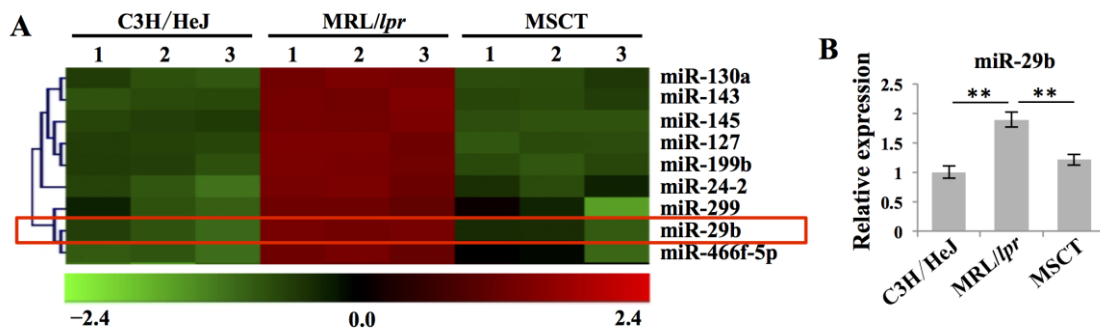 A
C3H/HeJ MRL/lpr MSCT
1 2 3 1 2 3 1 2 3
miR-130a
miR-143
miR-145
miR-127
miR-199b
miR-24-2
miR-299
miR-29b
miR-466f-5p
−2.4 0.0 2.4
B
miR-29b
Relative expression
2.5
2
1.5
1
0.5
0
** **
C3H/HeJ
MRL/lpr
MSCT